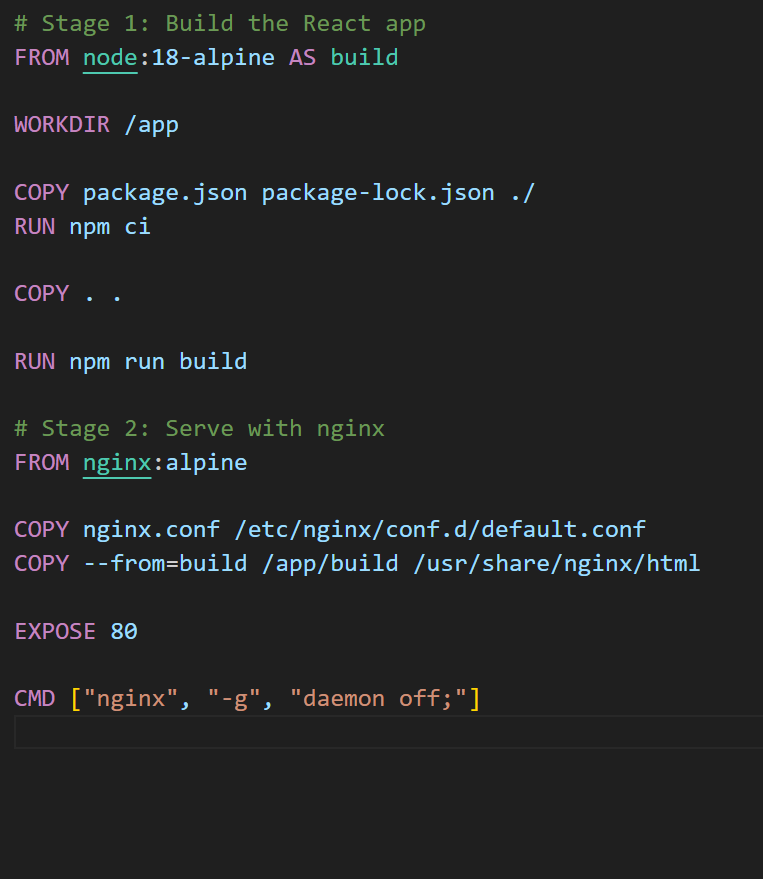 # Stage 1: Build the React app
FROM node:18-alpine AS build
WORKDIR /app
COPY package.json package-lock.json ./
RUN npm ci
COPY . .
RUN npm run build
# Stage 2: Serve with nginx
FROM nginx:alpine
COPY nginx.conf /etc/nginx/conf.d/default.conf
COPY --from=build /app/build /usr/share/nginx/html
EXPOSE 80
CMD ["nginx", "-g", "daemon off;"]